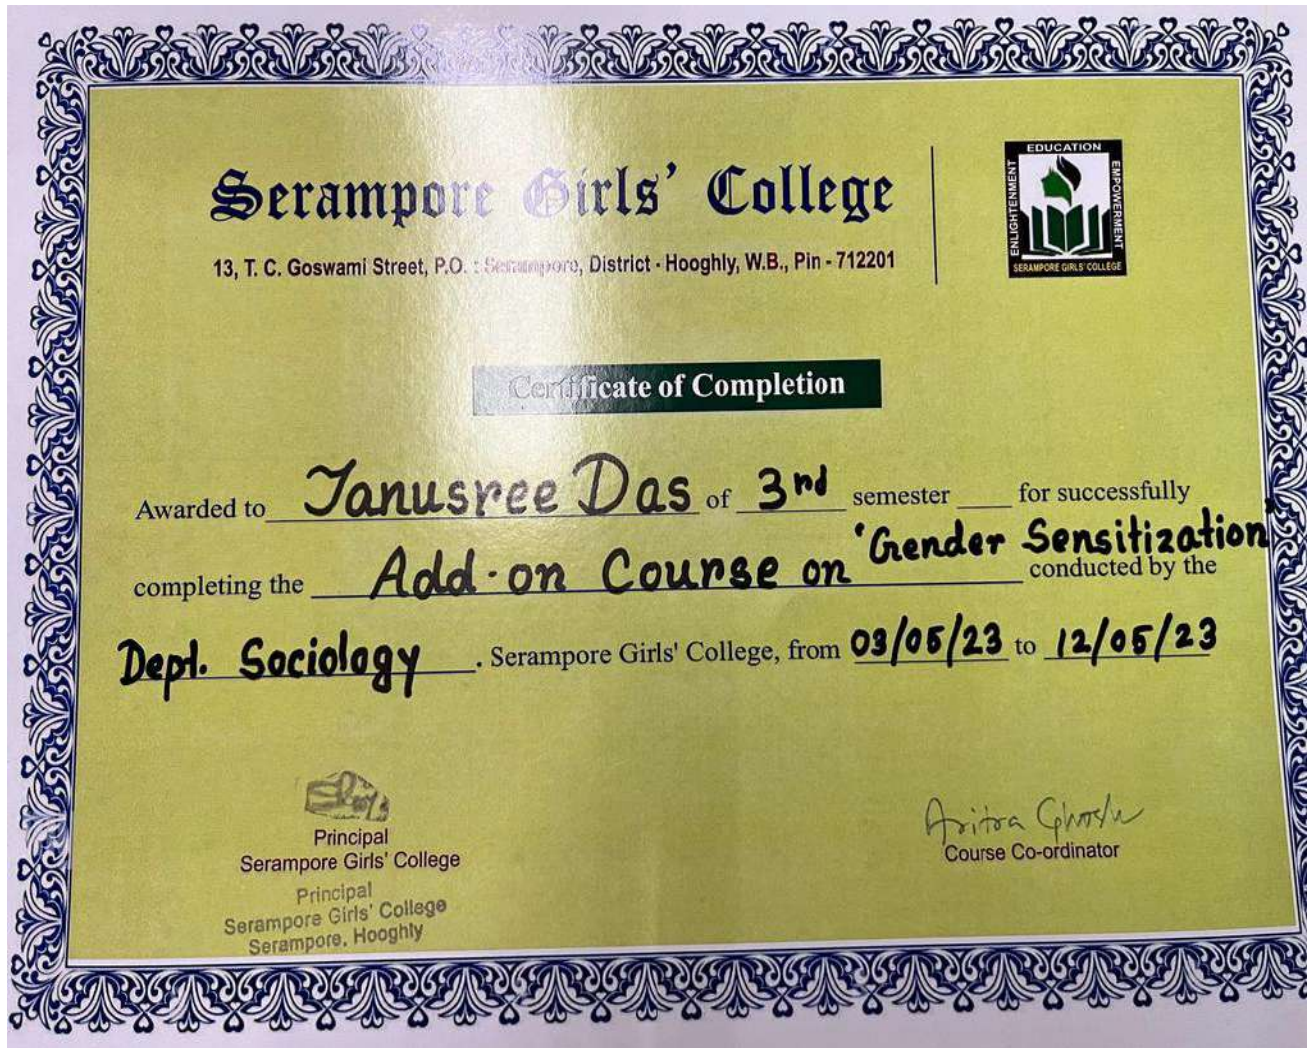 Serampore Girls' College
13, T. C. Goswami Street, P.O. : Serampore, District - Hooghly, W.B., Pin - 712201
EDUCATION
ENLIGHTENMENT
EMPOWERMENT
SERAMPORE GIRLS' COLLEGE
Certificate of Completion
Awarded to Tanusree Das of 3rd semester ____ for successfully
completing the Add-on Course on 'Gender Sensitization' conducted by the
Dept. Sociology . Serampore Girls' College, from 03/05/23 to 12/05/23
Principal
Serampore Girls' College
Principal
Serampore Girls' College
Serampore, Hooghly
Aritra Ghosh
Course Co-ordinator